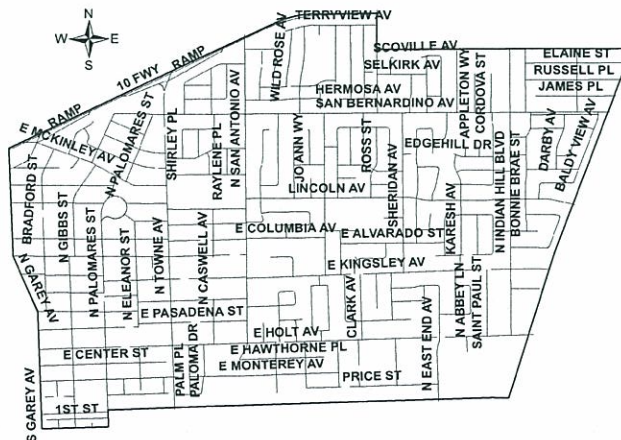 N
W E
S
TERRYVIEW AV
WILD ROSE AV
SCOVILLE AV
SELKIRK AV
ELAINE ST
RUSSELL PL
JAMES PL
10 FWY
RAMP
RAMP
HERMOSA AV
SAN BERNARDINO AV
APPLETON WY
CORDOVA ST
E MCKINLEY AV
N PALOMARES ST
SHIRLEY PL
RAYLENE PL
N SAN ANTONIO AV
JO ANN WY
ROSS ST
EDGEHILL DR
DARBY AV
BALDY VIEW AV
LINCOLN AV
SHERIDAN AV
KARESH AV
N INDIAN HILL BLVD
BONNIE BRAE ST
BRADFORD ST
N GIBBS ST
N PALOMARES ST
N ELEANOR ST
N TOWNE AV
N CASWELL AV
E COLUMBIA AV
E ALVARADO ST
E KINGSLEY AV
N GAREY AV
E PASADENA ST
CLARK AV
N ABBEY LN
SAINT PAUL ST
E HOLT AV
E HAWTHORNE PL
E MONTEREY AV
E CENTER ST
PALM PL
PALOMA DR
PRICE ST
N EAST END AV
S GAREY AV
1ST ST